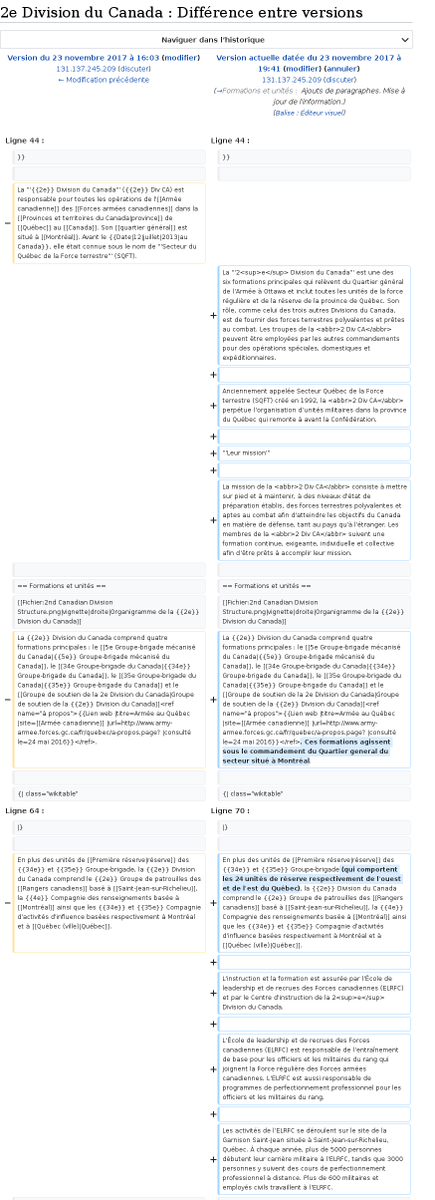 2e Division du Canada : Différence entre versions
Naviguer dans l'historique
Version du 23 novembre 2017 à 16:03 (modifier)
131.137.245.209 (discuter)
← Modification précédente
Version actuelle datée du 23 novembre 2017 à
19:41 (modifier) (annuler)
131.137.245.209 (discuter)
(→Formations et unités : Ajouts de paragraphes. Mise à
jour de l'information.)
(Balise : Éditeur visuel)
Ligne 44 :
Ligne 44 :
}}
}}
−
La '''{{2e}} Division du Canada''' ({{2e}} Div CA) est
responsable pour toutes les opérations de l'[[Armée
canadienne]] des [[Forces armées canadiennes]] dans la
[[Provinces et territoires du Canada|province]] de
[[Québec]] au [[Canada]]. Son [[quartier général]] est
situé à [[Montréal]]. Avant le {{Date|12|juillet|2013|au
Canada}}, elle était connue sous le nom de '''Secteur du
Québec de la Force terrestre''' (SQFT).
+
La '''2<sup>e</sup> Division du Canada''' est une des
six formations principales qui relèvent du Quartier général
de l'Armée à Ottawa et inclut toutes les unités de la force
régulière et de la réserve de la province de Québec. Son
rôle, comme celui des trois autres Divisions du Canada,
est de fournir des forces terrestres polyvalentes et prêtes
au combat. Les troupes de la <abbr>2 Div CA</abbr>
peuvent être employées par les autres commandements
pour des opérations spéciales, domestiques et
expéditionnaires.
+
+
Anciennement appelée Secteur Québec de la Force
terrestre (SQFT) créé en 1992, la <abbr>2 Div CA</abbr>
perpétue l'organisation d'unités militaires dans la province
du Québec qui remonte à avant la Confédération.
+
+
'''Leur mission'''
+
+
La mission de la <abbr>2 Div CA</abbr> consiste à mettre
sur pied et à maintenir, à des niveaux d'état de
préparation établis, des forces terrestres polyvalentes et
aptes au combat afin d'atteindre les objectifs du Canada
en matière de défense, tant au pays qu'à l'étranger. Les
membres de la <abbr>2 Div CA</abbr> suivent une
formation continue, exigeante, individuelle et collective
afin d'être prêts à accomplir leur mission.
== Formations et unités ==
== Formations et unités ==
[[Fichier:2nd Canadian Division
Structure.png|vignette|droite|Organigramme de la {{2e}}
Division du Canada]]
[[Fichier:2nd Canadian Division
Structure.png|vignette|droite|Organigramme de la {{2e}}
Division du Canada]]
−
La {{2e}} Division du Canada comprend quatre
formations principales : le [[5e Groupe-brigade mécanisé
du Canada|{{5e}} Groupe-brigade mécanisé du
Canada]], le [[34e Groupe-brigade du Canada|{{34e}}
Groupe-brigade du Canada]], le [[35e Groupe-brigade du
Canada|{{35e}} Groupe-brigade du Canada]] et le
[[Groupe de soutien de la 2e Division du Canada|Groupe
de soutien de la {{2e}} Division du Canada]]<ref
name="à propos">{{Lien web |titre=Armée au Québec
|site=[[Armée canadienne]] |url=http://www.army-
armee.forces.gc.ca/fr/quebec/a-propos.page? |consulté
le=24 mai 2016}}</ref>.
+
La {{2e}} Division du Canada comprend quatre
formations principales : le [[5e Groupe-brigade mécanisé
du Canada|{{5e}} Groupe-brigade mécanisé du
Canada]], le [[34e Groupe-brigade du Canada|{{34e}}
Groupe-brigade du Canada]], le [[35e Groupe-brigade du
Canada|{{35e}} Groupe-brigade du Canada]] et le
[[Groupe de soutien de la 2e Division du Canada|Groupe
de soutien de la {{2e}} Division du Canada]]<ref
name="à propos">{{Lien web |titre=Armée au Québec
|site=[[Armée canadienne]] |url=http://www.army-
armee.forces.gc.ca/fr/quebec/a-propos.page? |consulté
le=24 mai 2016}}</ref>. Ces formations agissent
sous le commandement du Quartier general du
secteur situé à Montréal.
{| class="wikitable"
{| class="wikitable"
Ligne 64 :
Ligne 70 :
|}
|}
−
En plus des unités de [[Première réserve|réserve]] des
{{34e}} et {{35e}} Groupe-brigade, la {{2e}} Division
du Canada comprend le {{2e}} Groupe de patrouilles des
[[Rangers canadiens]] basé à [[Saint-Jean-sur-Richelieu]],
la {{4e}} Compagnie des renseignements basée à
[[Montréal]] ainsi que les {{34e}} et {{35e}} Compagnie
d'activités d'influence basées respectivement à Montréal
et à [[Québec (ville)|Québec]].
+
En plus des unités de [[Première réserve|réserve]] des
{{34e}} et {{35e}} Groupe-brigade (qui comportent
les 24 unités de réserve respectivement de l'ouest
et de l'est du Québec), la {{2e}} Division du Canada
comprend le {{2e}} Groupe de patrouilles des [[Rangers
canadiens]] basé à [[Saint-Jean-sur-Richelieu]], la {{4e}}
Compagnie des renseignements basée à [[Montréal]]
ainsi que les {{34e}} et {{35e}} Compagnie d'activités
d'influence basées respectivement à Montréal et à
[[Québec (ville)|Québec]].
+
+
L'instruction et la formation est assurée par l'École de
leadership et de recrues des Forces canadiennes (ELRFC)
et par le Centre d'instruction de la 2<sup>e</sup>
Division du Canada.
+
+
L'École de leadership et de recrues des Forces
canadiennes (ELRFC) est responsable de l'entraînement
de base pour les officiers et les militaires du rang qui
joignent la Force régulière des Forces armées
canadiennes. L'ELRFC est aussi responsable de
programmes de perfectionnement professionnel pour les
officiers et les militaires du rang.
+
+
Les activités de l'ELRFC se déroulent sur le site de la
Garnison Saint-Jean située à Saint-Jean-sur-Richelieu,
Québec. À chaque année, plus de 5000 personnes
débutent leur carrière militaire à l'ELRFC, tandis que 3000
personnes y suivent des cours de perfectionnement
professionnel à distance. Plus de 600 militaires et
employés civils travaillent à l'ELRFC.